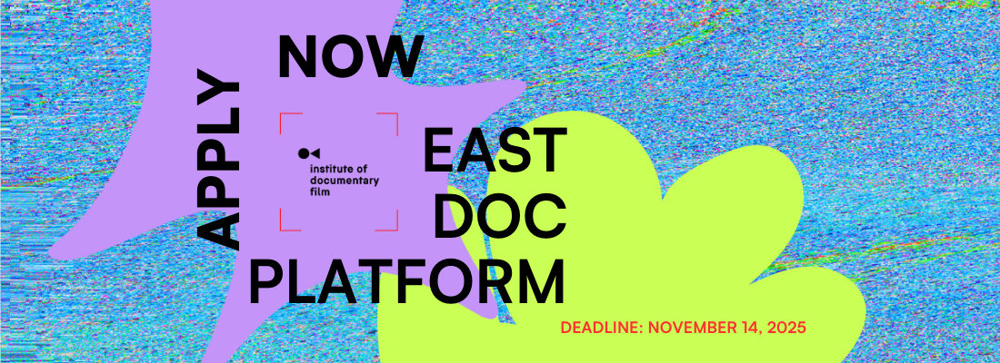 APPLY
NOW
institute of
documentary
film
EAST
DOC
PLATFORM
DEADLINE: NOVEMBER 14, 2025